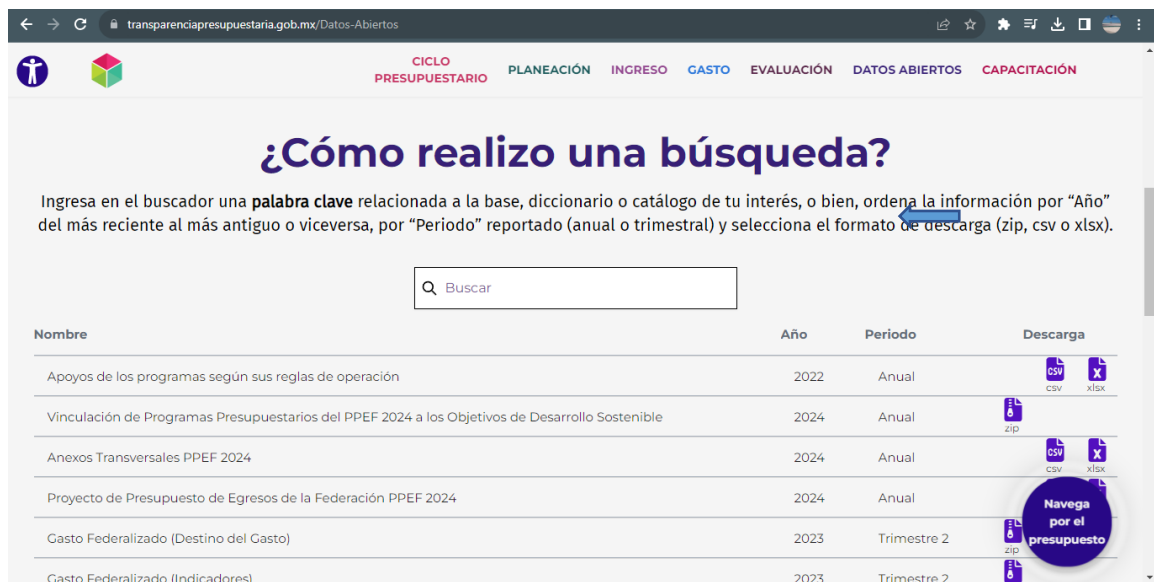 transparenciapresupuestaria.gob.mx/Datos-Abiertos
CICLO
PRESUPUESTARIO
PLANEACIÓN
INGRESO
GASTO
EVALUACIÓN
DATOS ABIERTOS
CAPACITACIÓN
¿Cómo realizo una búsqueda?
Ingresa en el buscador una palabra clave relacionada a la base, diccionario o catálogo de tu interés, o bien, ordena la información por “Año”
del más reciente al más antiguo o viceversa, por “Periodo” reportado (anual o trimestral) y selecciona el formato de descarga (zip, csv o xlsx).
Buscar
Nombre Año Periodo Descarga
Apoyos de los programas según sus reglas de operación 2022 Anual CSV csv X xlsx
Vinculación de Programas Presupuestarios del PPEF 2024 a los Objetivos de Desarrollo Sostenible 2024 Anual zip
Anexos Transversales PPEF 2024 2024 Anual CSV csv X xlsx
Proyecto de Presupuesto de Egresos de la Federación PPEF 2024 2024 Anual
Gasto Federalizado (Destino del Gasto) 2023 Trimestre 2 zip
Gasto Federalizado (Indicadores) 2023 Trimestre 2
Navega
por el
presupuesto